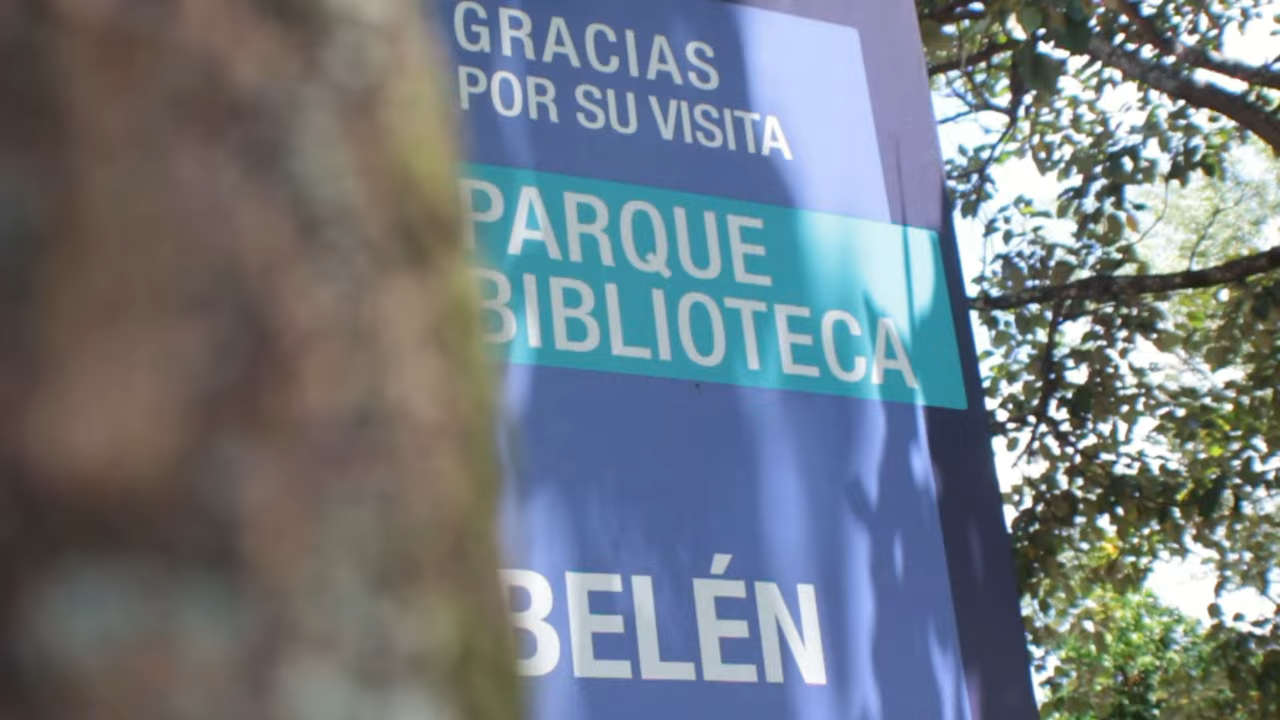 GRACIAS
POR SU VISITA
PARQUE
BIBLIOTECA
BELÉN